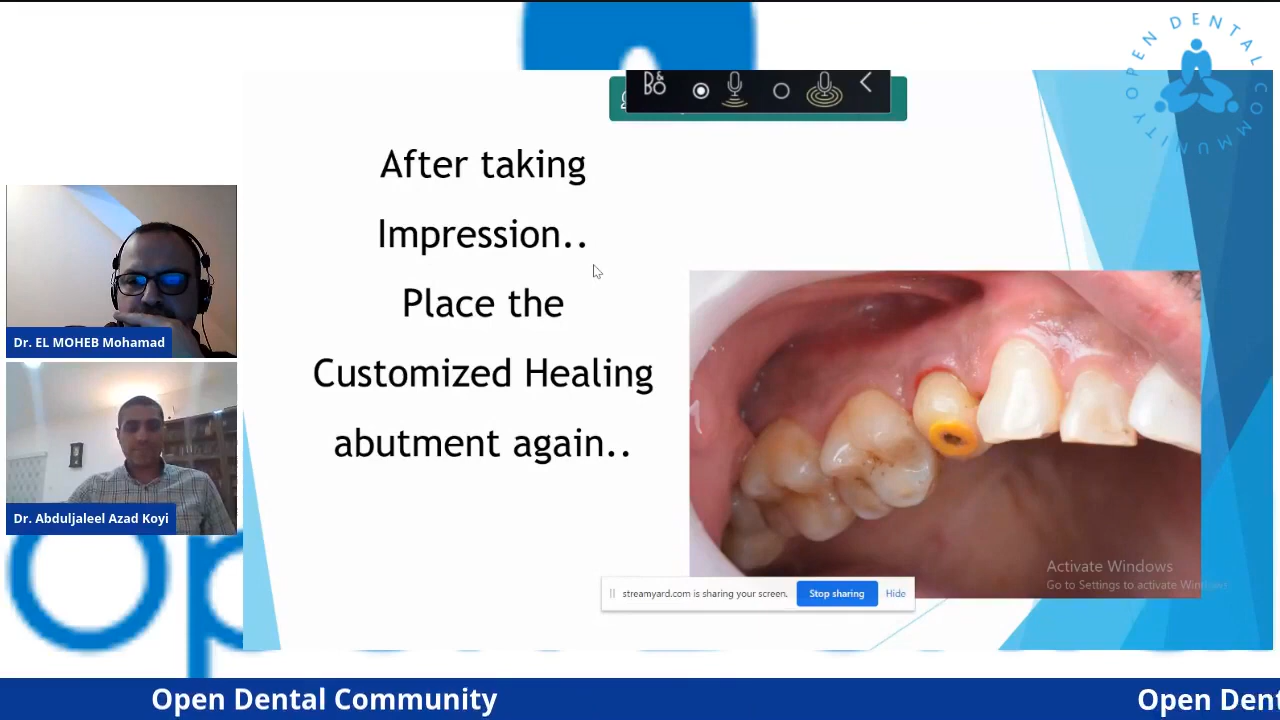 OPEN DENTAL COMMUNITY
After taking
Impression..
Place the
Customized Healing
abutment again..
Dr. EL MOHEB Mohamad
Dr. Abduljaleel Azad Koyi
Activate Windows
Go to Settings to activate Windows
streamyard.com is sharing your screen.
Stop sharing
Hide
Open Dental Community
Open Dent